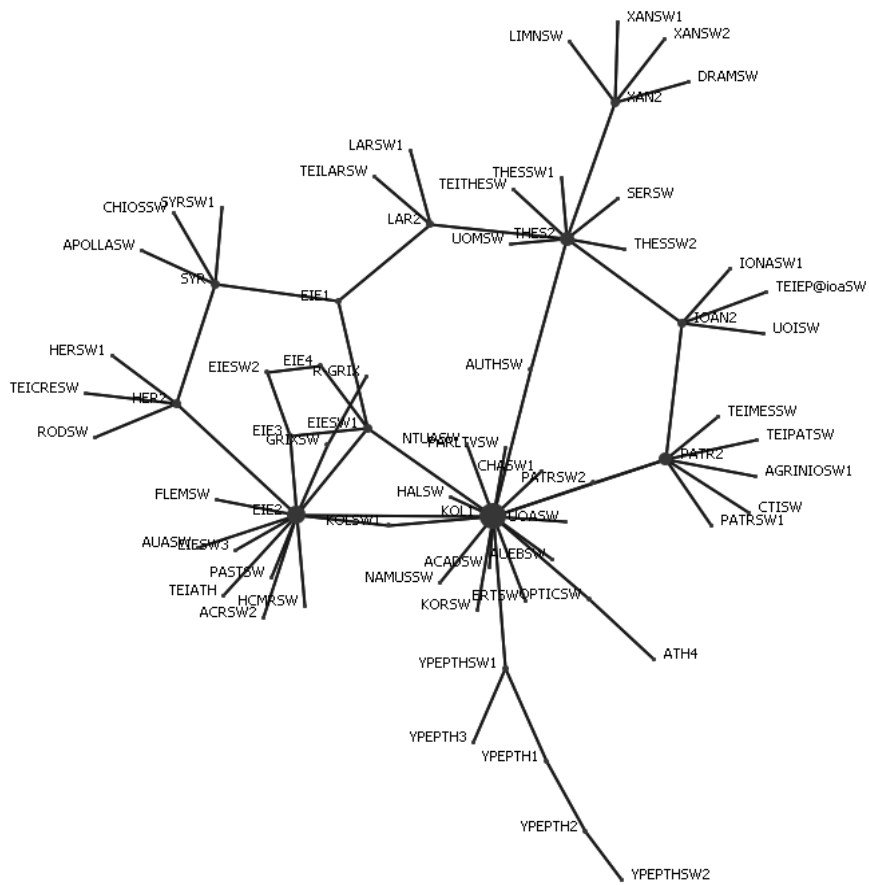 XANSW1
LIMNSW
XANSW2
DRAMSW
XAN2
LARSW1
TEILARSW
THESSW1
TEITHESW
SERSW
CHIOSSW
SYRSW1
LAR2
UOMSW
THES2
THESSW2
APOLLASW
IONASW1
SYR
TEIEP@ioaSW
EIE1
IOAN2
UOISW
HERSW1
EIESW2
EIE4
R-GRIX
AUTHSW
TEICRESW
HER2
TEIMESSW
RODSW
EIE3
EIESW1
GRIXSW
NTUASW
TEIPATSW
PATR2
CHASW1
PATRSW2
AGRINIOSW1
FLEMSW
HALSW
EIE2
KOL1
UOASW
CTISW
KOLSW1
PATRSW1
AUASW
EIESW3
AUEBSW
ACADSW
PASTSW
NAMUSSW
TEIATH
HCMRSW
ERTSW
OPTICSW
ACRSW2
KORSW
ATH4
YPEPTHSW1
YPEPTH3
YPEPTH1
YPEPTH2
YPEPTHSW2